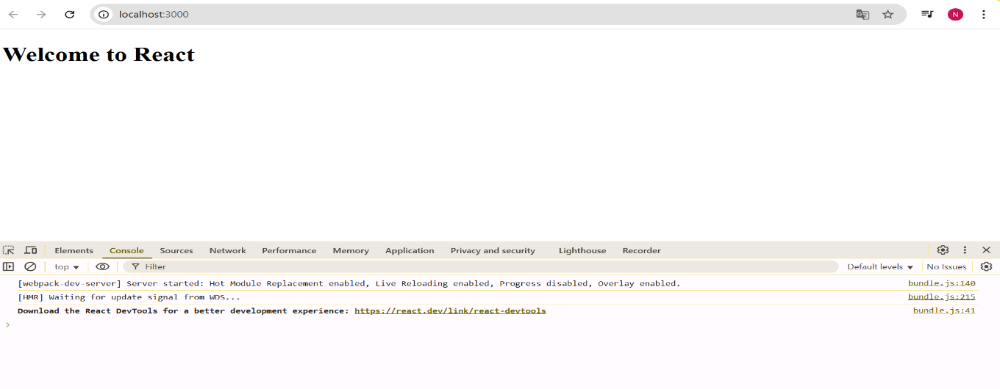 localhost:3000
N
Welcome to React
Elements Console Sources Network Performance Memory Application Privacy and security Lighthouse Recorder
top Filter Default levels No Issues
[webpack-dev-server] Server started: Hot Module Replacement enabled, Live Reloading enabled, Progress disabled, Overlay enabled. bundle.js:140
[HMR] Waiting for update signal from WDS... bundle.js:215
Download the React DevTools for a better development experience: https://react.dev/link/react-devtools bundle.js:41
>